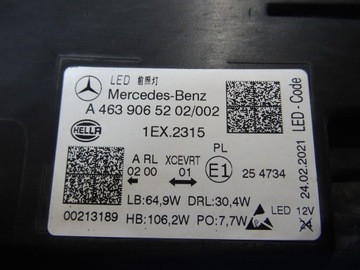 LED 前照灯
Mercedes-Benz
A 463 906 52 02/002
HELLA
1EX.2315
PL
A RL XCEVRT
02 00 01
E1
25 4734
LB:64,9W DRL:30,4W
00213189 HB:106,2W PO:7,7W
LED 12V
24.02.2021 LED-Code